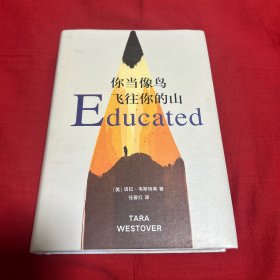 你当像鸟
飞往你的山
Educated
〔美〕塔拉·韦斯特弗 著
任爱红 译
TARA
WESTOVER